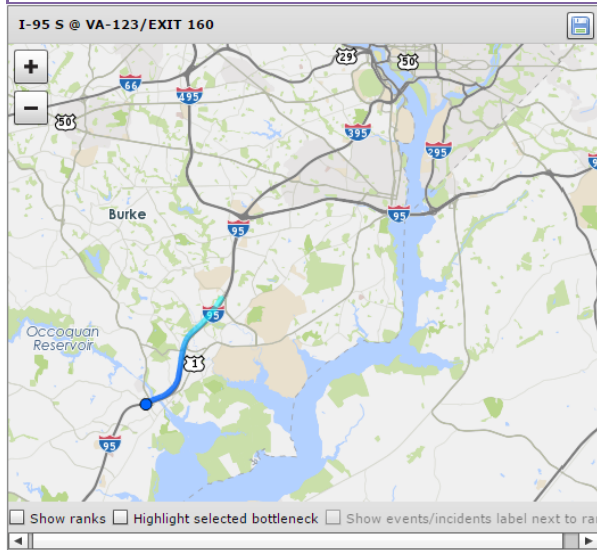 I-95 S @ VA-123/EXIT 160
+
−
29
50
66
495
50
395
295
95
Burke
95
95
Occoquan
Reservoir
1
95
Show ranks Highlight selected bottleneck Show events/incidents label next to